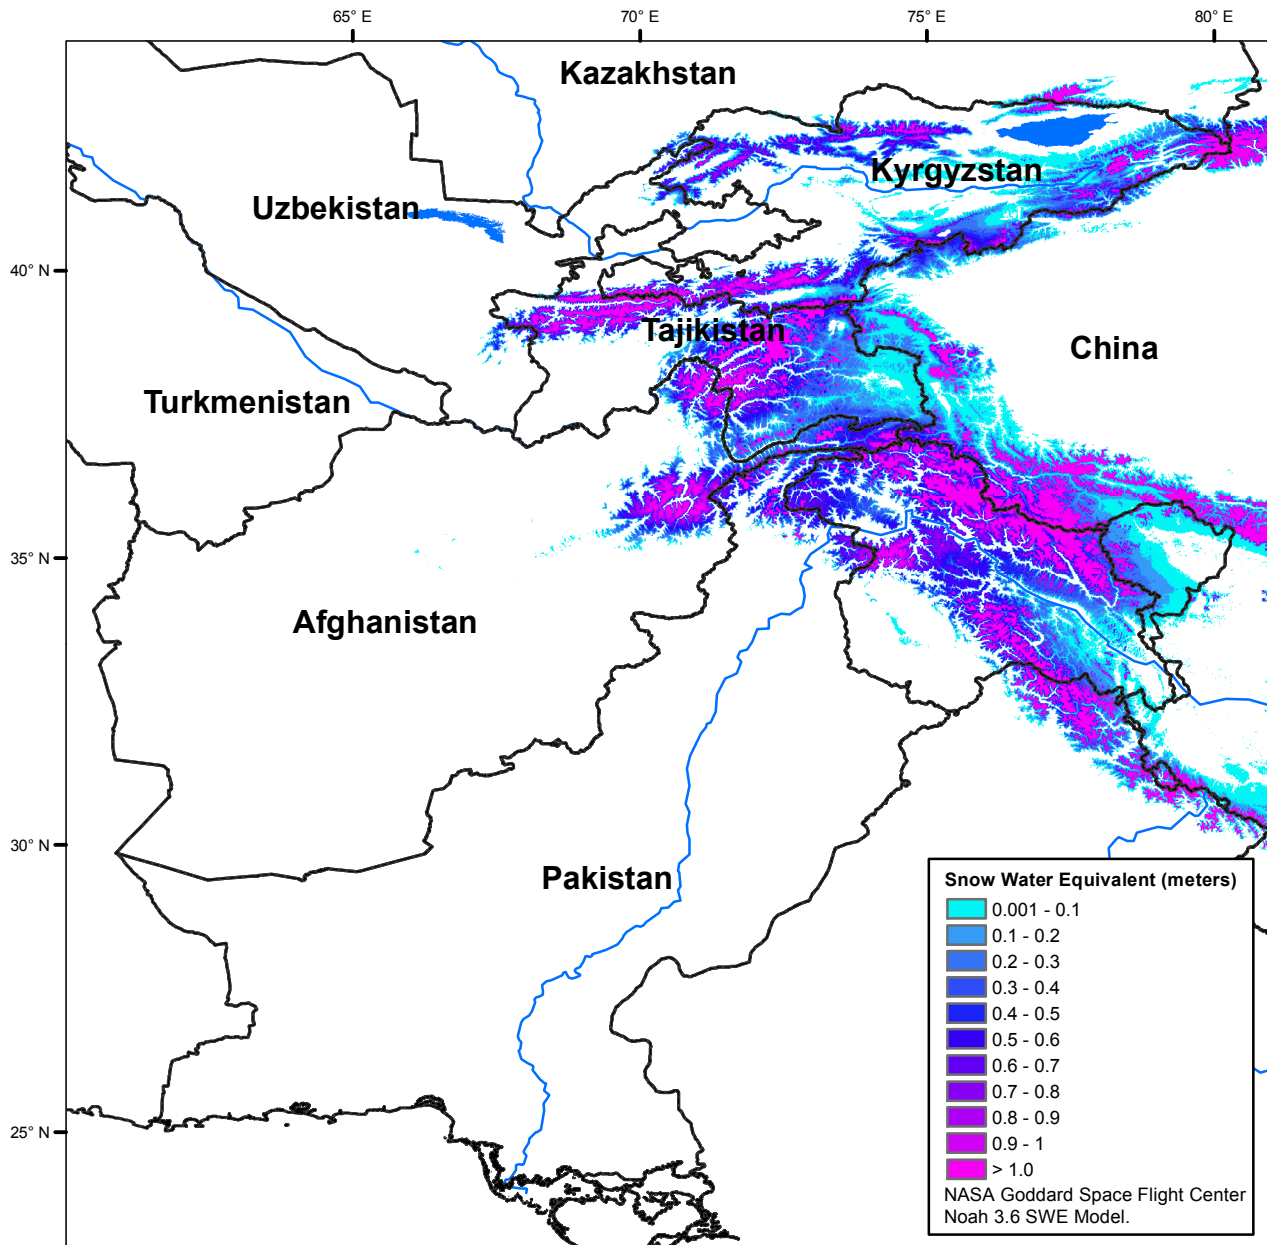 65° E
70° E
75° E
80° E
Kazakhstan
Kyrgyzstan
Uzbekistan
40° N
Tajikistan
China
Turkmenistan
35° N
Afghanistan
30° N
Pakistan
25° N
Snow Water Equivalent (meters)
0.001 - 0.1
0.1 - 0.2
0.2 - 0.3
0.3 - 0.4
0.4 - 0.5
0.5 - 0.6
0.6 - 0.7
0.7 - 0.8
0.8 - 0.9
0.9 - 1
> 1.0
NASA Goddard Space Flight Center
Noah 3.6 SWE Model.